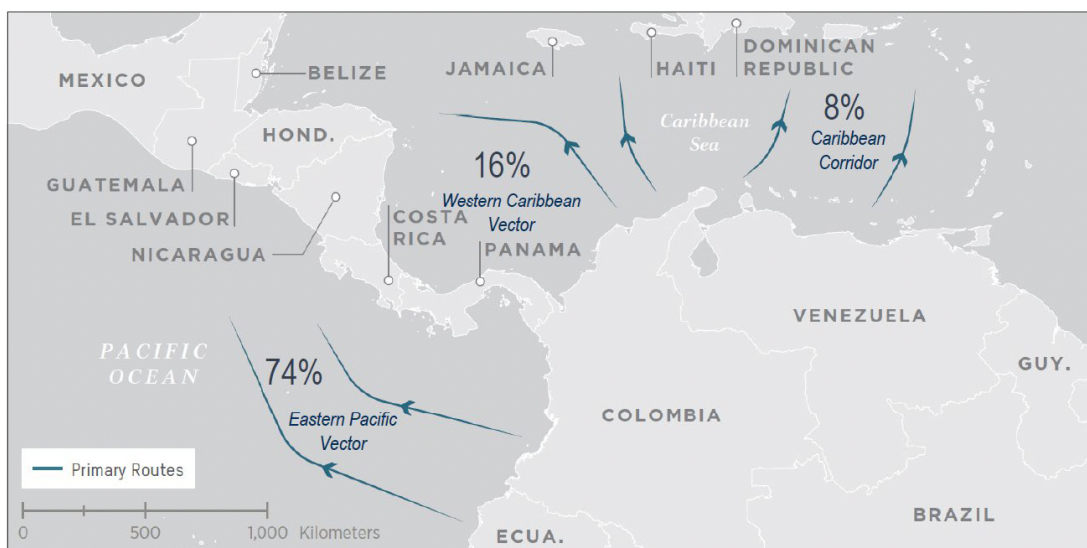 MEXICO
BELIZE
JAMAICA
HAITI
DOMINICAN
REPUBLIC
HOND.
Caribbean
Sea
8%
Caribbean
Corridor
16%
Western Caribbean
Vector
GUATEMALA
EL SALVADOR
NICARAGUA
COSTA
RICA
PANAMA
VENEZUELA
GUY.
PACIFIC
OCEAN
74%
Eastern Pacific
Vector
COLOMBIA
Primary Routes
0 500 1,000 Kilometers
ECUA.
BRAZIL